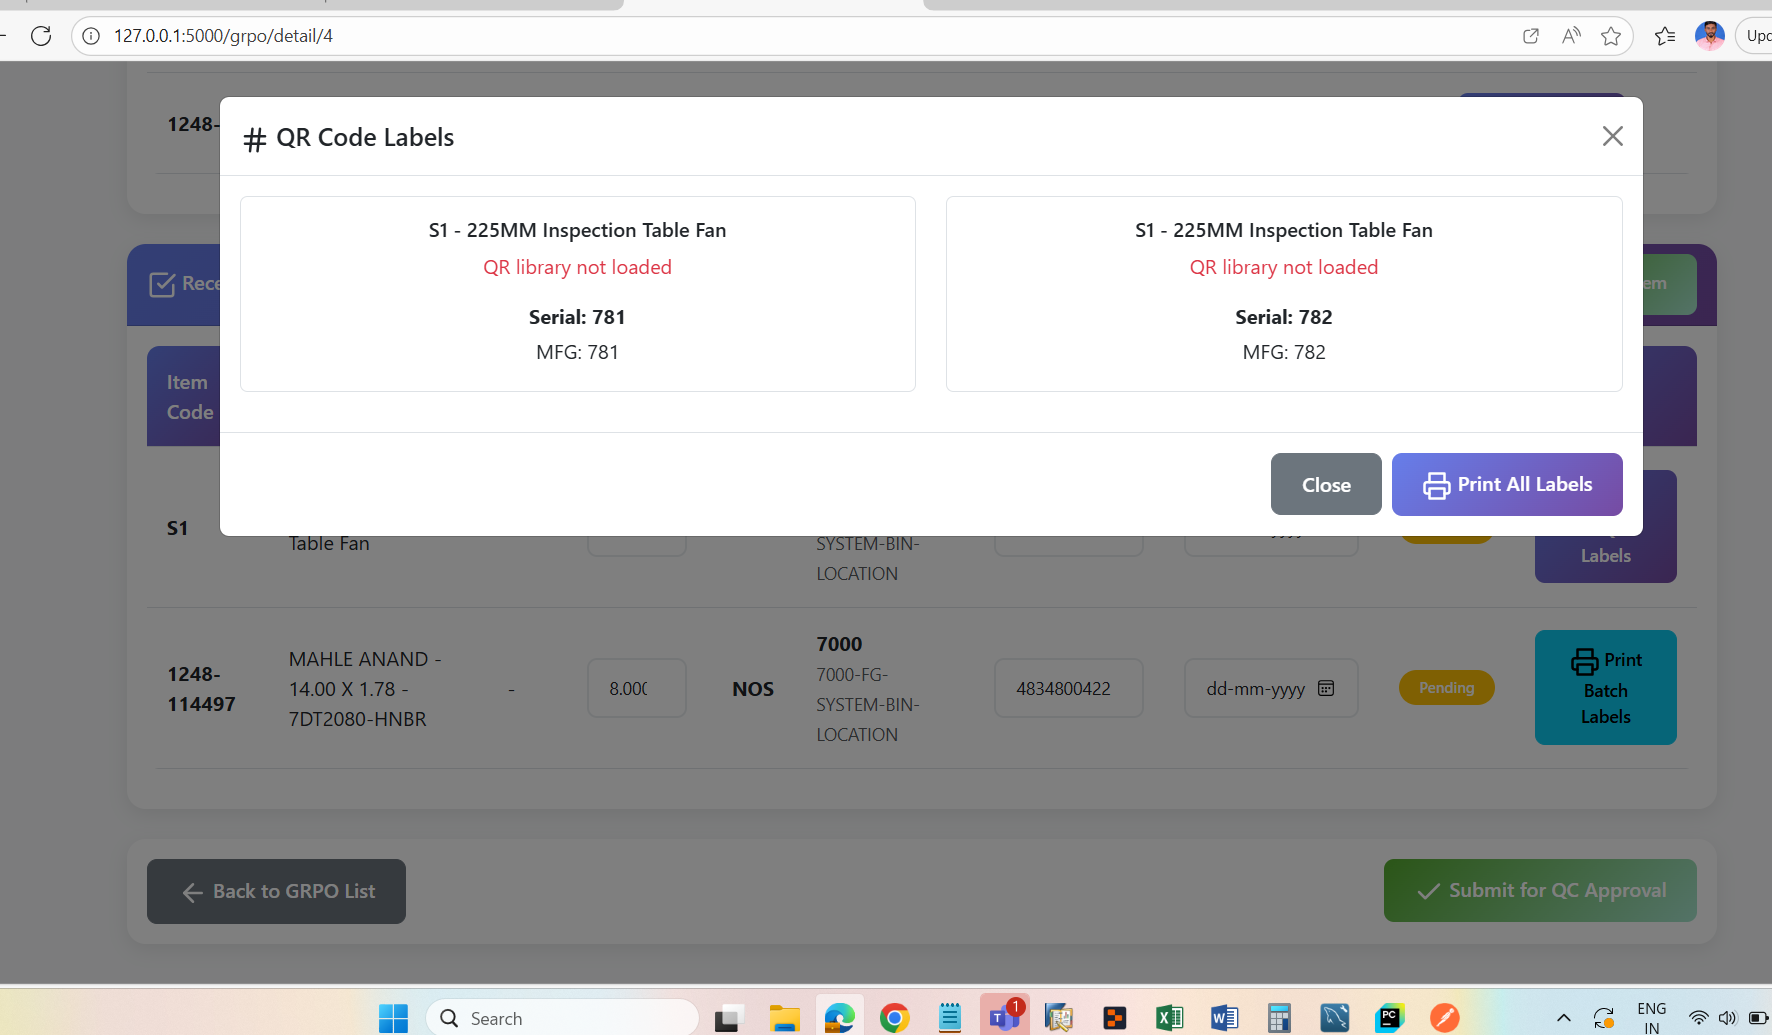 127.0.0.1:5000/grpo/detail/4
1248-
# QR Code Labels
S1 - 225MM Inspection Table Fan
QR library not loaded
Serial: 781
MFG: 781
S1 - 225MM Inspection Table Fan
QR library not loaded
Serial: 782
MFG: 782
Close
Print All Labels
Item
Code
S1
Table Fan
SYSTEM-BIN-
LOCATION
Labels
1248-
114497
MAHLE ANAND -
14.00 X 1.78 -
7DT2080-HNBR
-
8.000
NOS
7000
7000-FG-
SYSTEM-BIN-
LOCATION
4834800422
dd-mm-yyyy
Pending
Print
Batch
Labels
Back to GRPO List
Submit for QC Approval
Search
1
ENG
IN